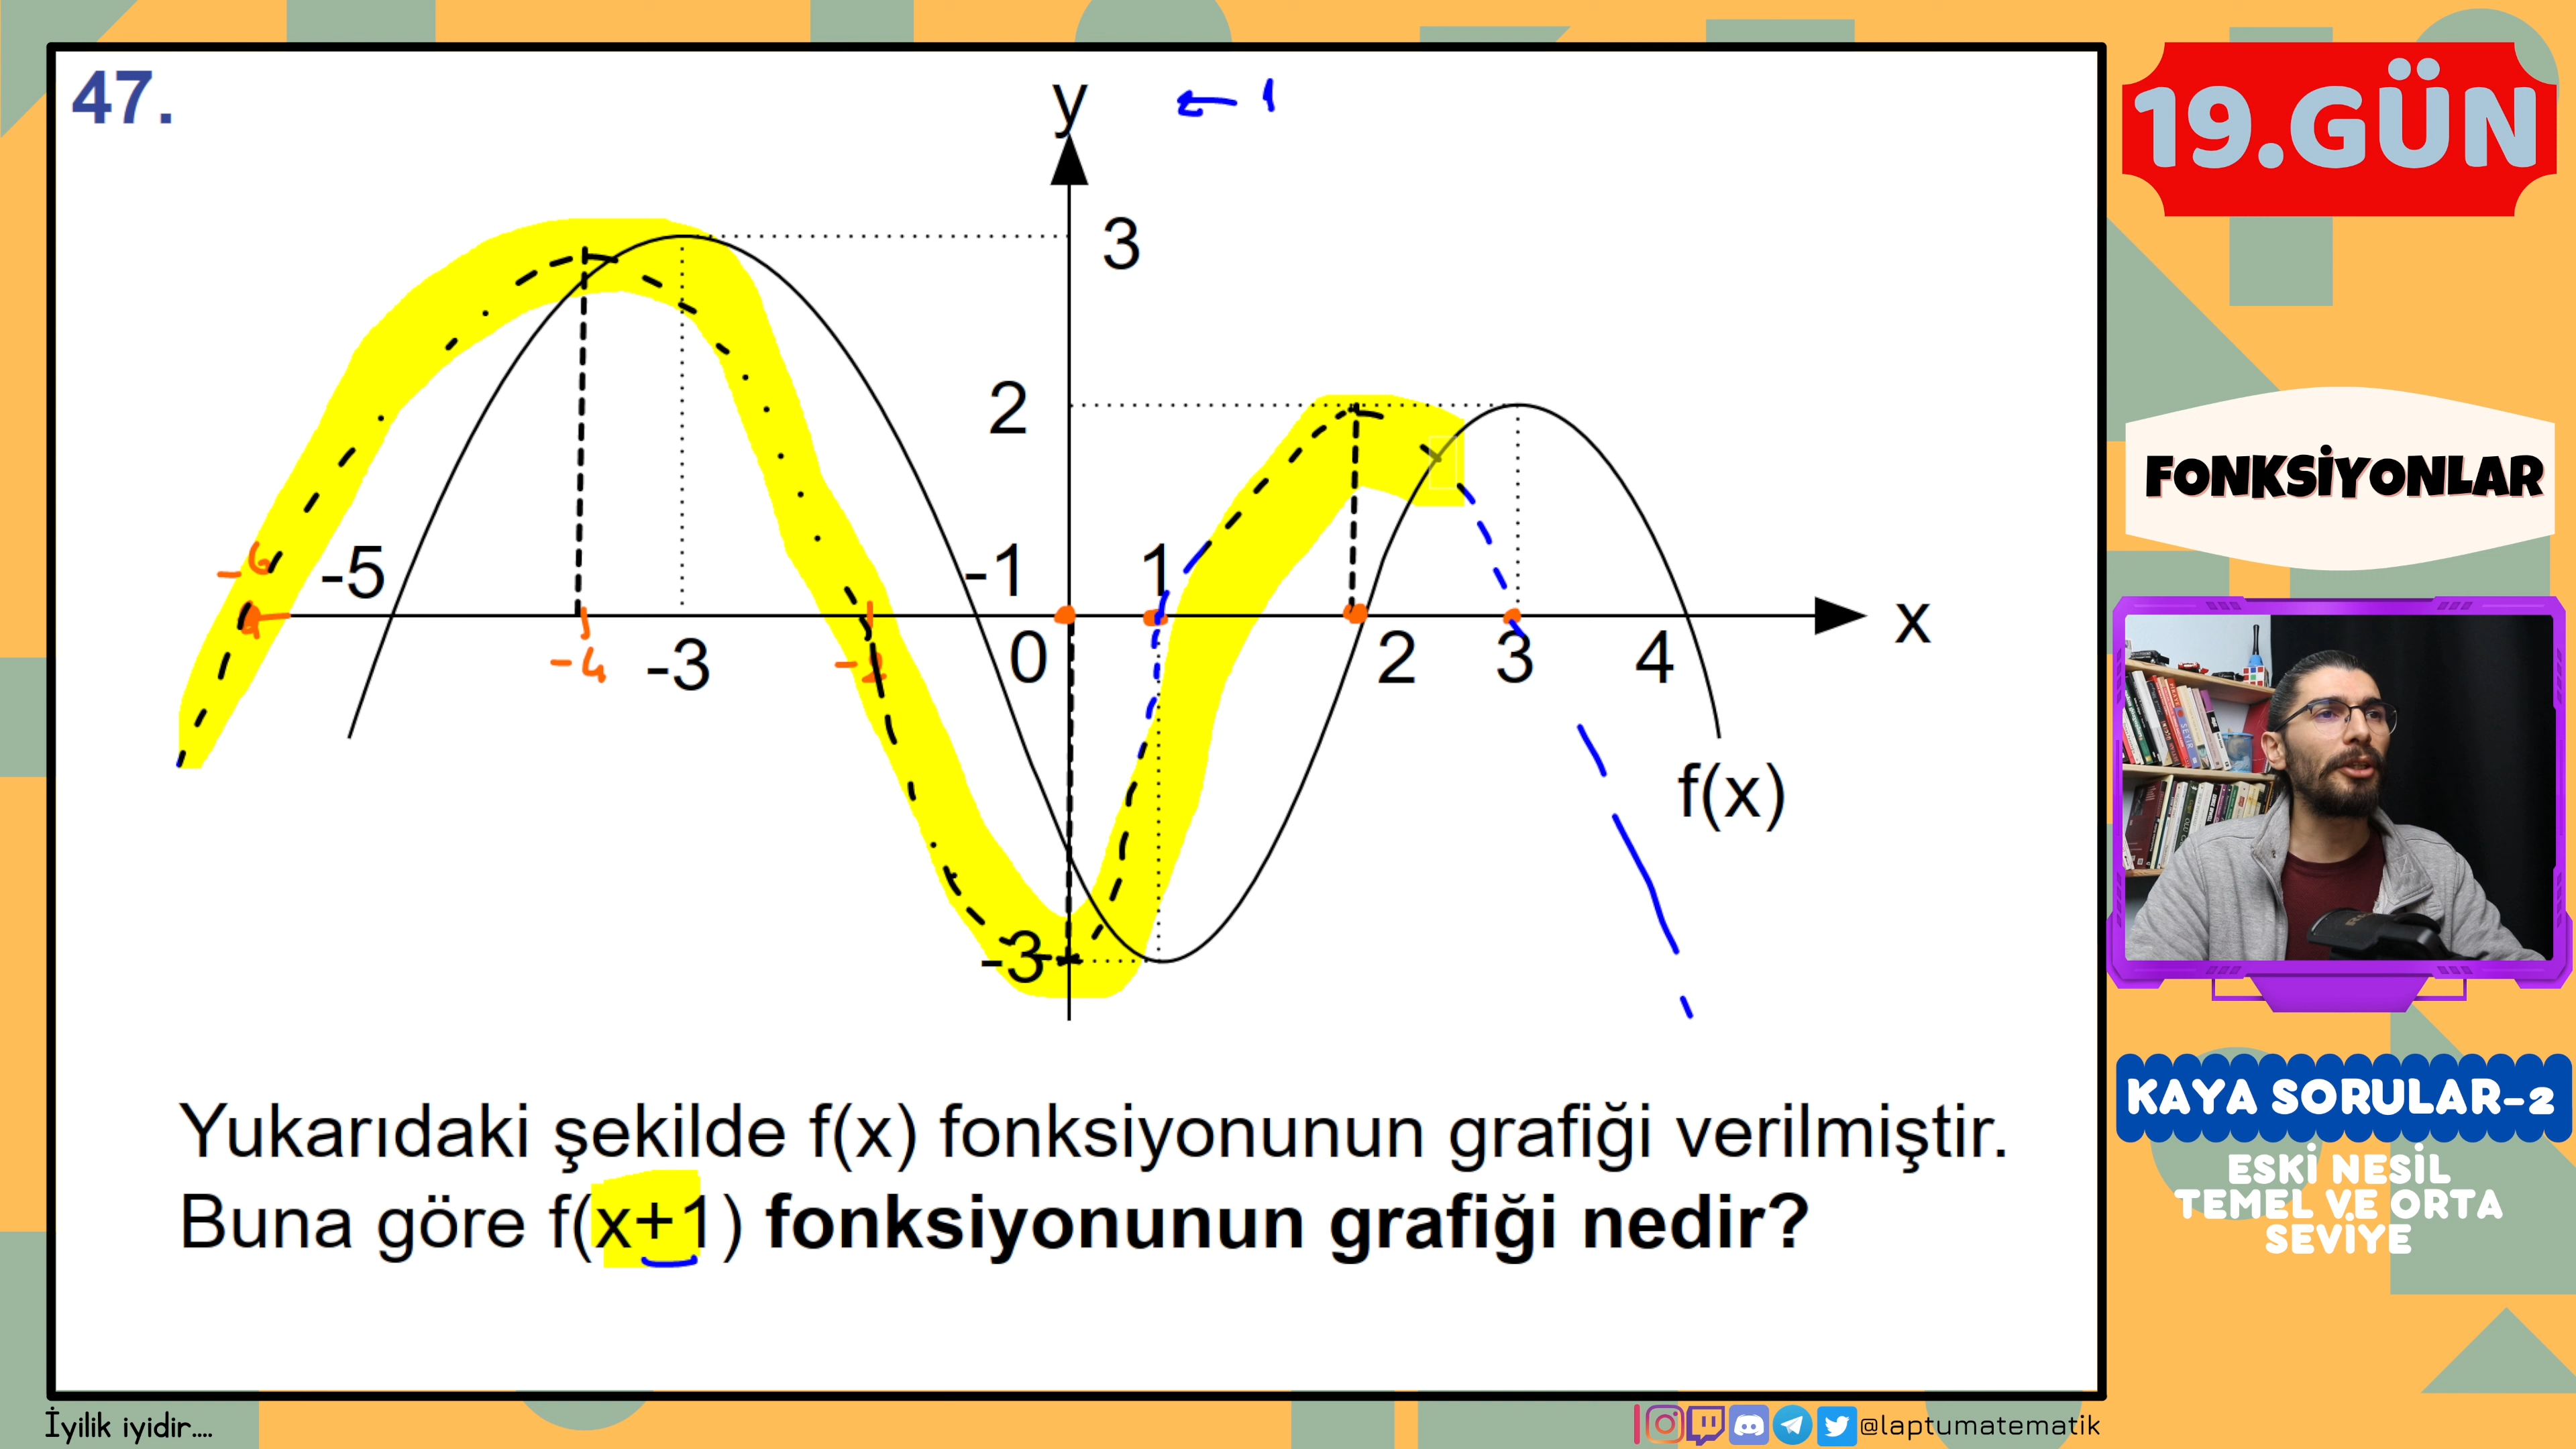 47.
y
← 1
3
2
-6
-5
-1
1
x
0
-4
-3
-2
2
3
4
f(x)
-3
Yukarıdaki şekilde f(x) fonksiyonunun grafiği verilmiştir.
Buna göre f(x+1) fonksiyonunun grafiği nedir?
19.GÜN
FONKSİYONLAR
KAYA SORULAR-2
ESKİ NESİL
TEMEL VE ORTA
SEVİYE
İyilik iyidir....
@laptumatematik